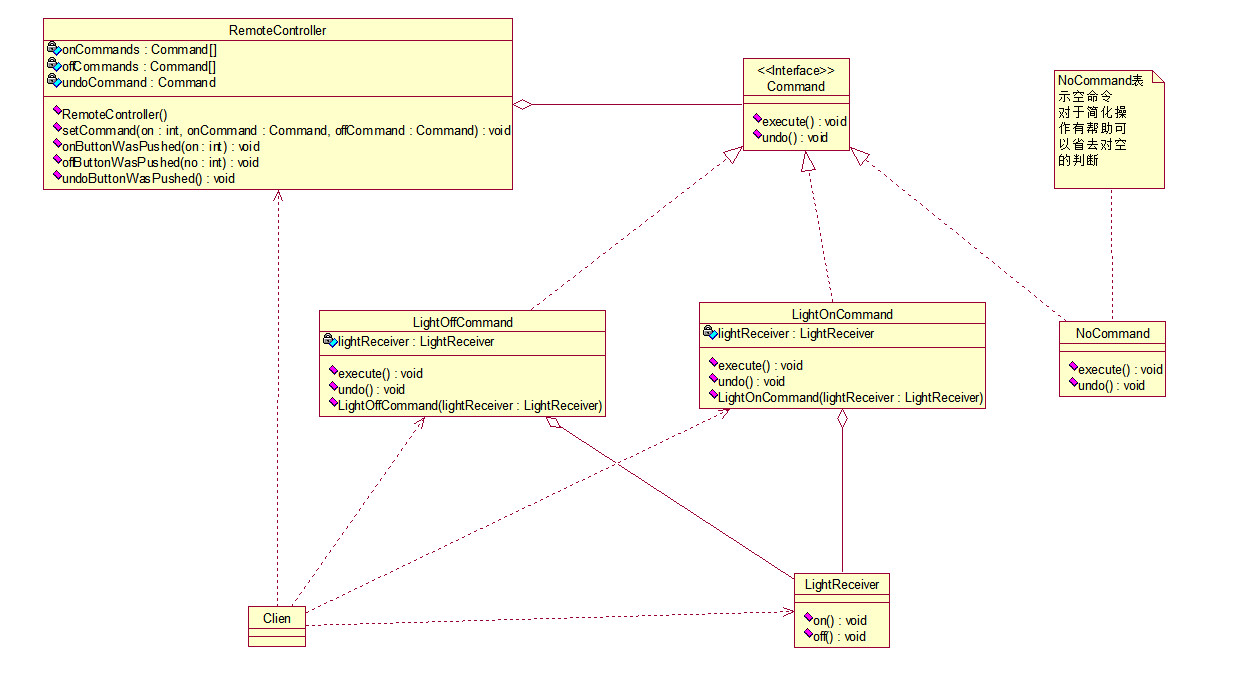 RemoteController
onCommands : Command[]
offCommands : Command[]
undoCommand : Command
RemoteController()
setCommand(on : int, onCommand : Command, offCommand : Command) : void
onButtonWasPushed(on : int) : void
offButtonWasPushed(no : int) : void
undoButtonWasPushed() : void
<<Interface>>
Command
execute() : void
undo() : void
NoCommand表
示空命令
对于简化操
作有帮助可
以省去对空
的判断
LightOffCommand
lightReceiver : LightReceiver
execute() : void
undo() : void
LightOffCommand(lightReceiver : LightReceiver)
LightOnCommand
lightReceiver : LightReceiver
execute() : void
undo() : void
LightOnCommand(lightReceiver : LightReceiver)
NoCommand
execute() : void
undo() : void
Clien
LightReceiver
on() : void
off() : void